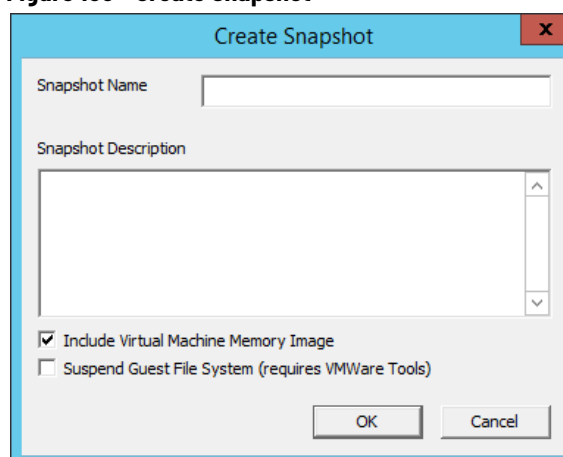 Create Snapshot
Snapshot Name
Snapshot Description
Include Virtual Machine Memory Image
Suspend Guest File System (requires VMWare Tools)
OK Cancel